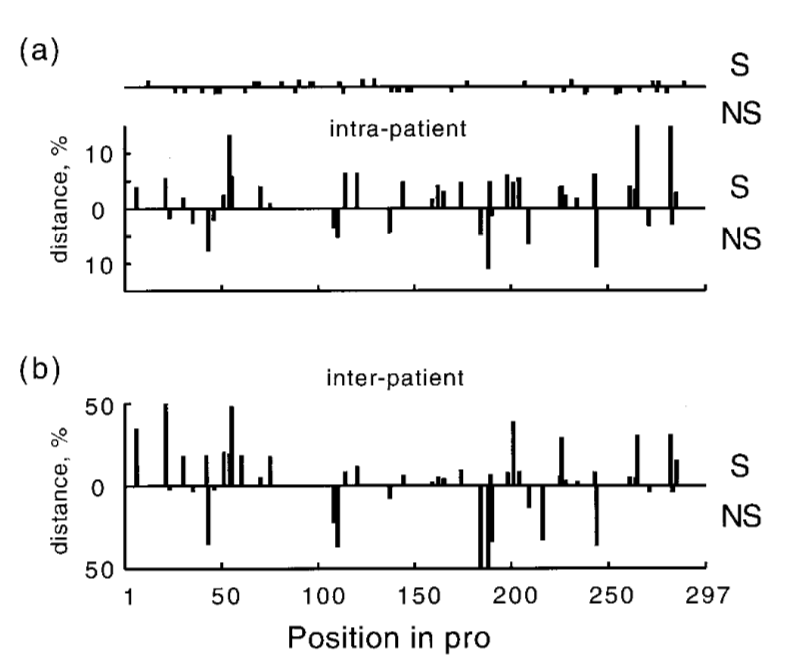 (a)
S
NS
intra-patient
distance, %
10
0
10
S
NS
(b)
inter-patient
distance, %
50
0
50
S
NS
1 50 100 150 200 250 297
Position in pro